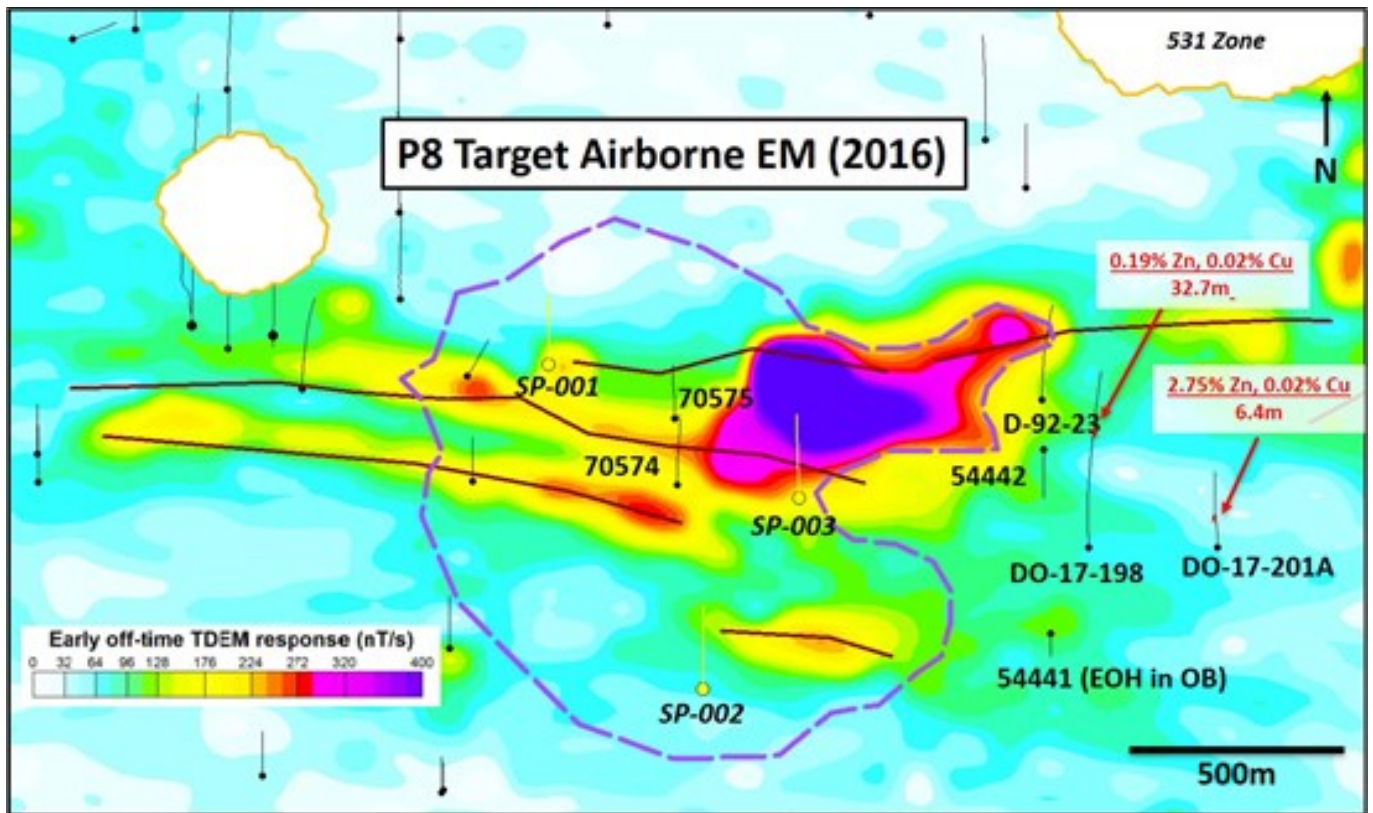 531 Zone
P8 Target Airborne EM (2016)
N
0.19% Zn, 0.02% Cu
32.7m
2.75% Zn, 0.02% Cu
6.4m
SP-001
70575
D-92-23
70574
54442
SP-003
DO-17-198
DO-17-201A
Early off-time TDEM response (nT/s)
0 32 64 96 128 176 224 272 320 400
54441 (EOH in OB)
SP-002
500m